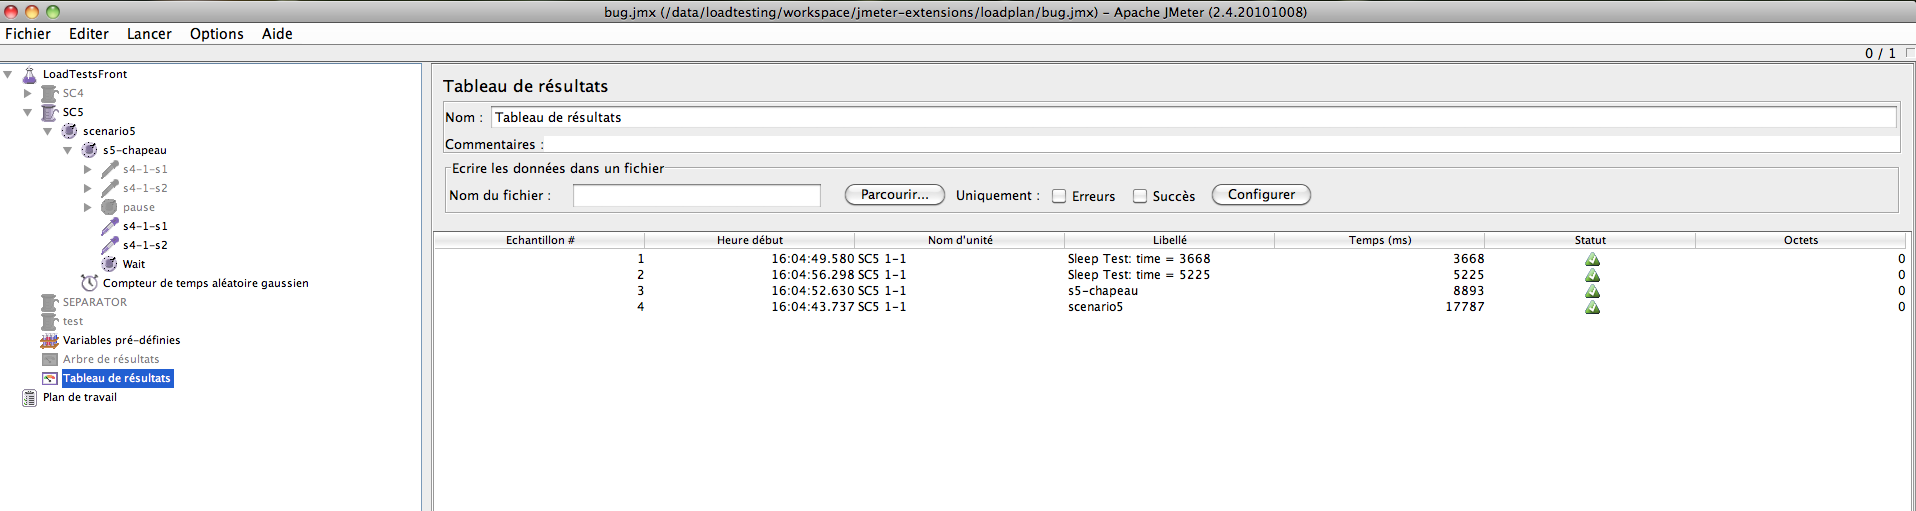 bug.jmx (/data/loadtesting/workspace/jmeter-extensions/loadplan/bug.jmx) – Apache JMeter (2.4.20101008)
Fichier Editer Lancer Options Aide
0 / 1
LoadTestsFront
SC4
SC5
scenario5
s5-chapeau
s4-1-s1
s4-1-s2
pause
s4-1-s1
s4-1-s2
Wait
Compteur de temps aléatoire gaussien
SEPARATOR
test
Variables pré-définies
Arbre de résultats
Tableau de résultats
Plan de travail
Tableau de résultats
Nom : Tableau de résultats
Commentaires :
Ecrire les données dans un fichier
Nom du fichier : Parcourir... Uniquement : Erreurs Succès Configurer
Echantillon # Heure début Nom d'unité Libellé Temps (ms) Statut Octets
1 16:04:49.580 SC5 1-1 Sleep Test: time = 3668 3668 0
2 16:04:56.298 SC5 1-1 Sleep Test: time = 5225 5225 0
3 16:04:52.630 SC5 1-1 s5-chapeau 8893 0
4 16:04:43.737 SC5 1-1 scenario5 17787 0